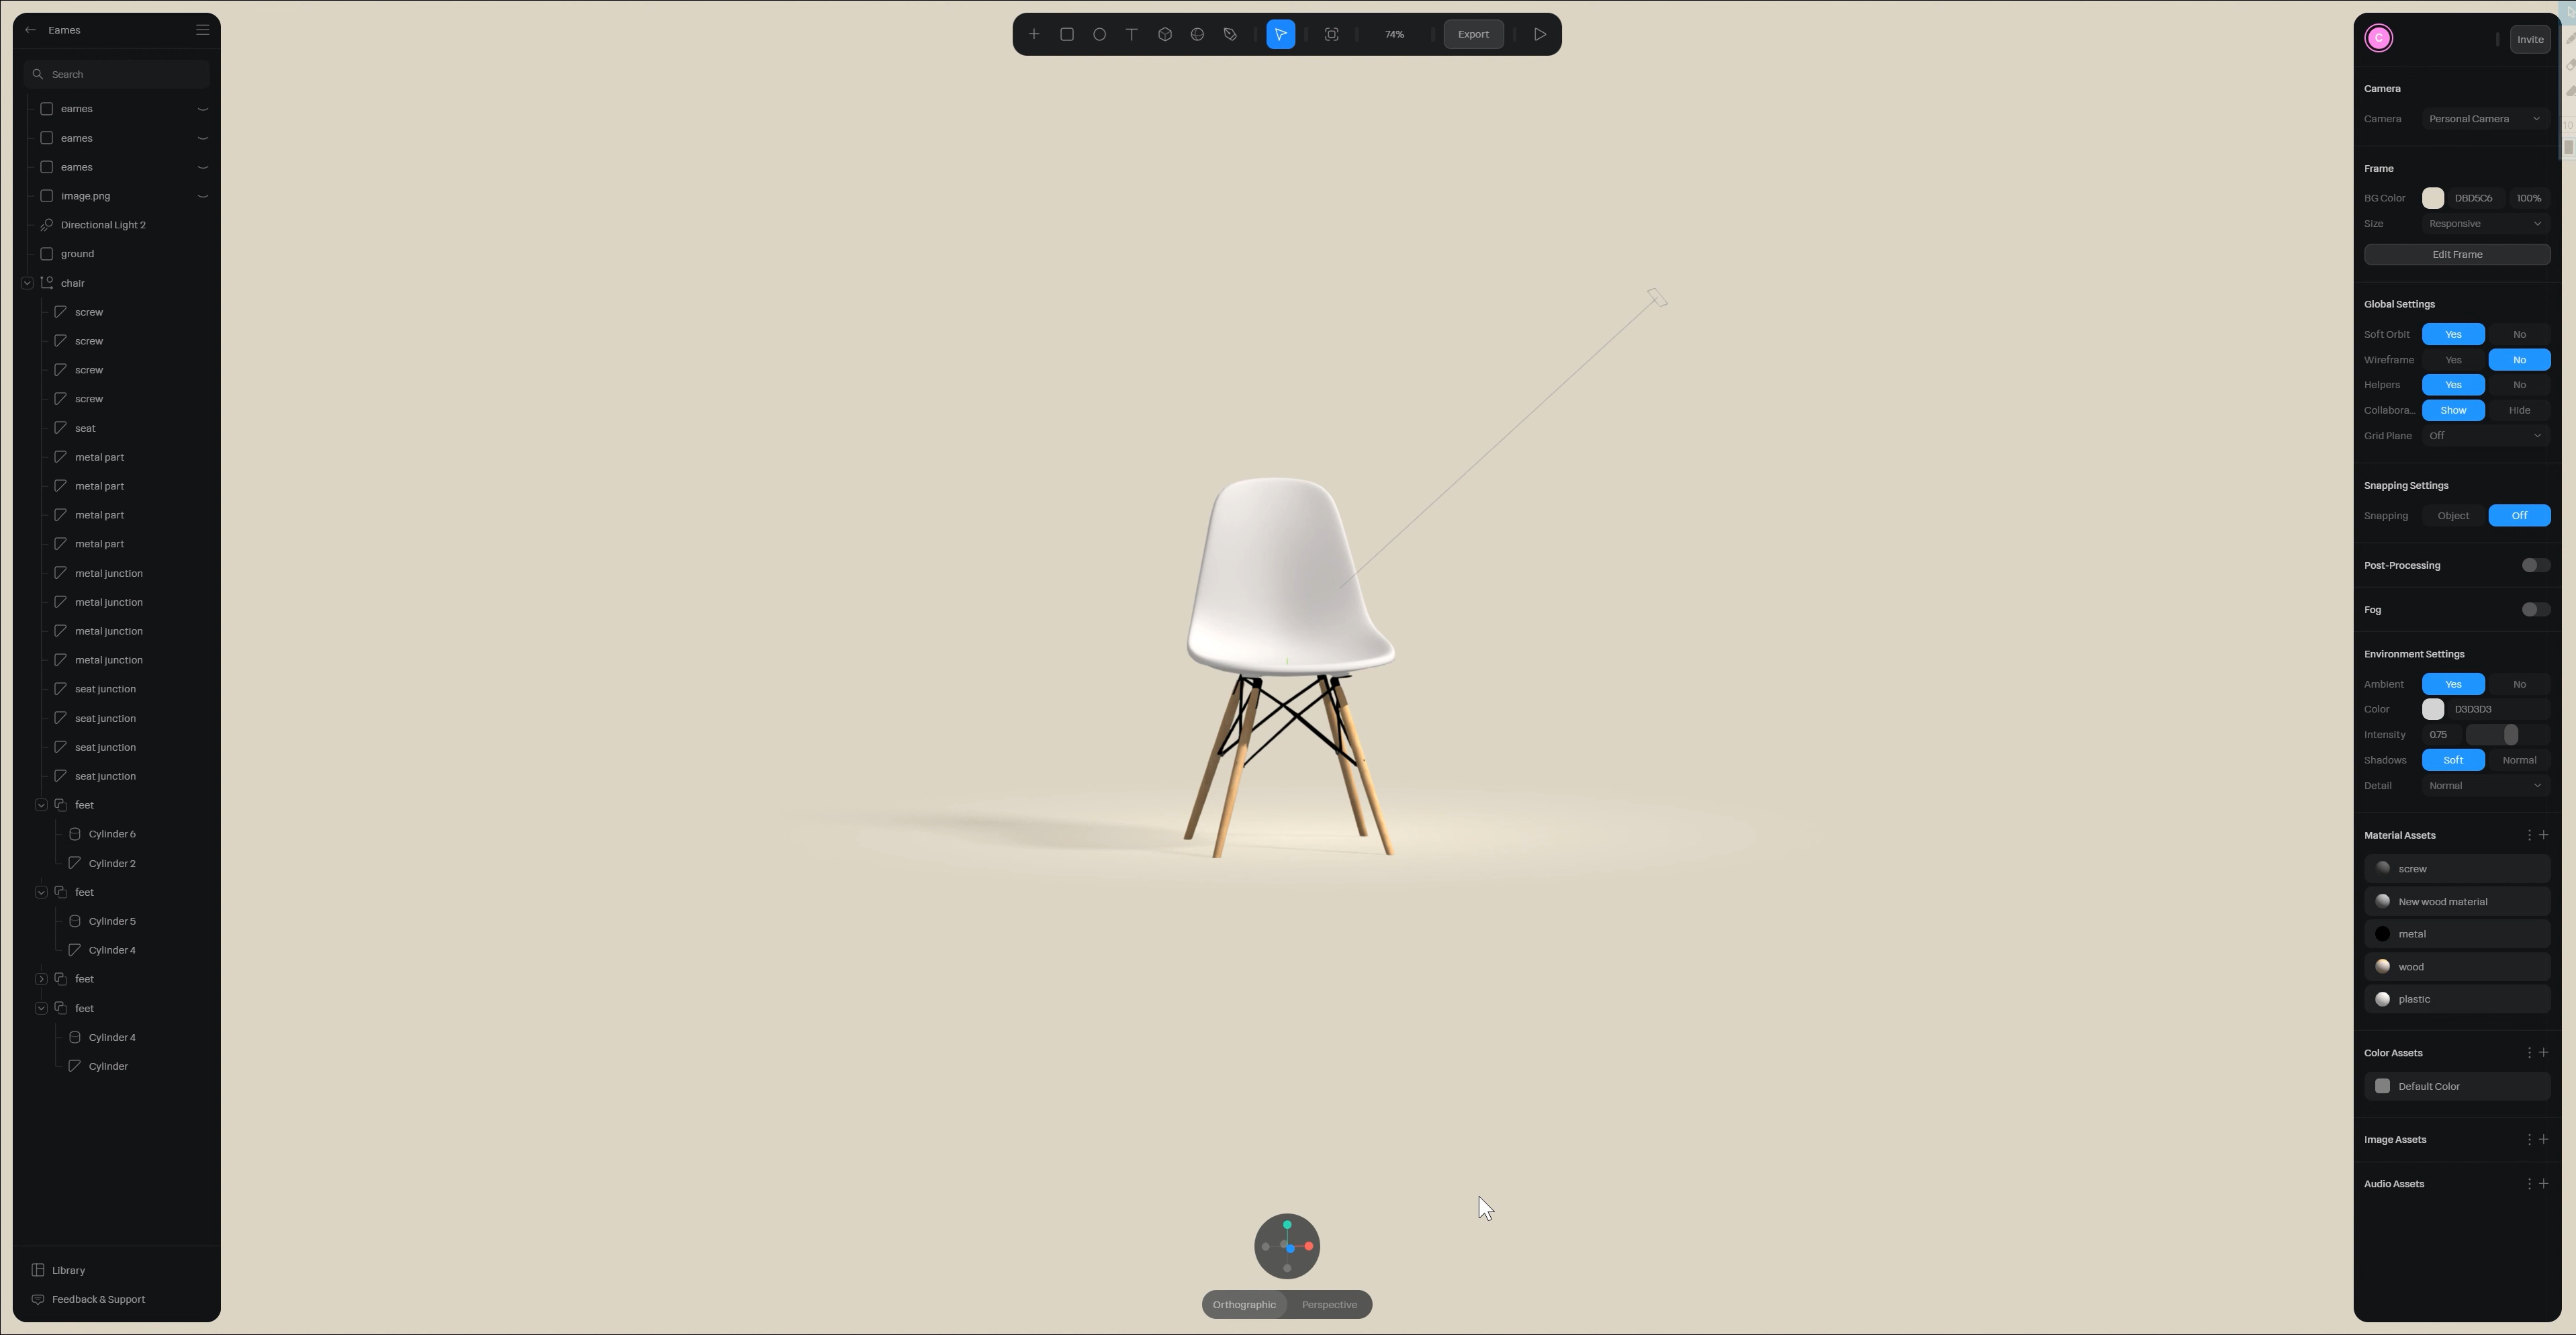 Eames
Search
eames
eames
eames
image.png
Directional Light 2
ground
chair
screw
screw
screw
screw
seat
metal part
metal part
metal part
metal part
metal junction
metal junction
metal junction
metal junction
seat junction
seat junction
seat junction
seat junction
feet
Cylinder 6
Cylinder 2
feet
Cylinder 5
Cylinder 4
feet
feet
Cylinder 4
Cylinder
Library
Feedback & Support
74%
Export
Orthographic
Perspective
C
Invite
Camera
Camera
Personal Camera
Frame
BG Color
DBD5C6
100%
Size
Responsive
Edit Frame
Global Settings
Soft Orbit
Yes
No
Wireframe
Yes
No
Helpers
Yes
No
Collabora...
Show
Hide
Grid Plane
Off
Snapping Settings
Snapping
Object
Off
Post-Processing
Fog
Environment Settings
Ambient
Yes
No
Color
D3D3D3
Intensity
0.75
Shadows
Soft
Normal
Detail
Normal
Material Assets
screw
New wood material
metal
wood
plastic
Color Assets
Default Color
Image Assets
Audio Assets
10